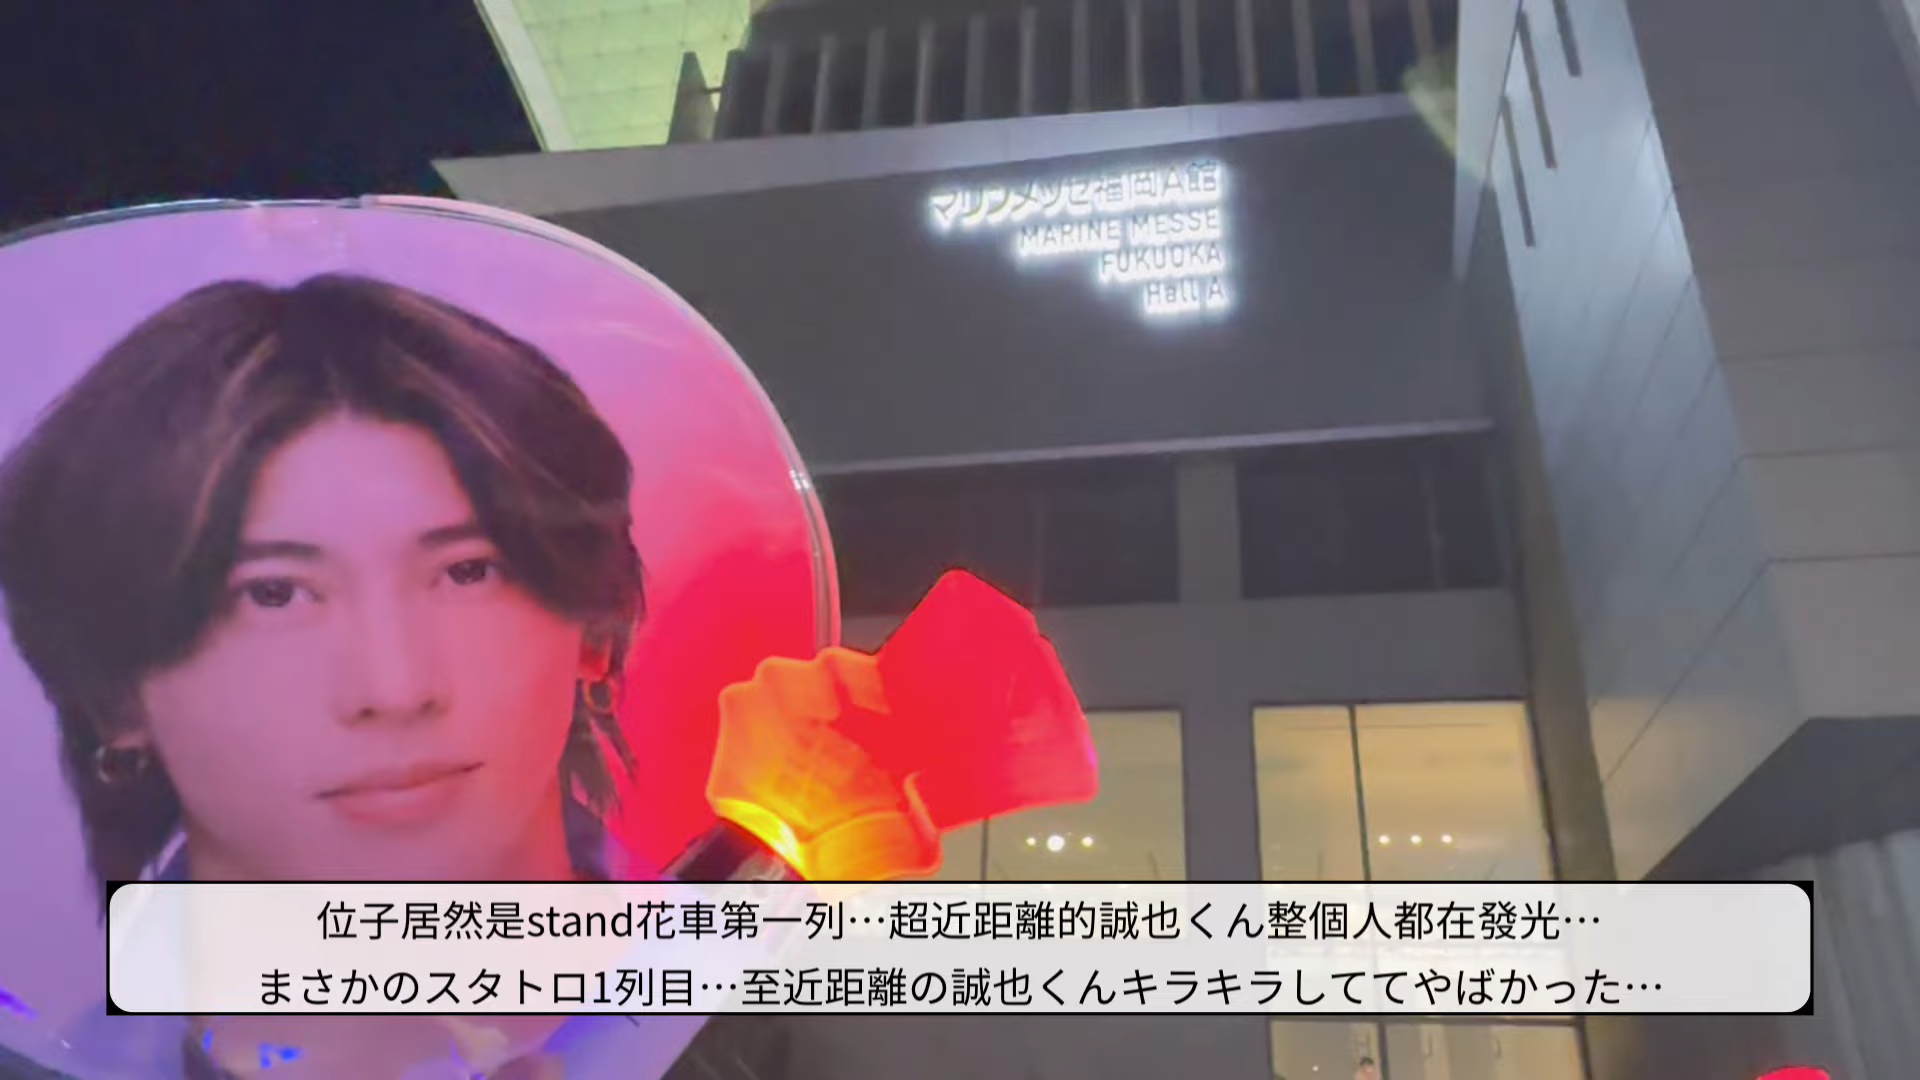 マリンメッセ福岡A館
MARINE MESSE
FUKUOKA
Hall A
位子居然是stand花車第一列…超近距離的誠也くん整個人都在發光…
まさかのスタトロ1列目…至近距離の誠也くんキラキラしててやばかった…